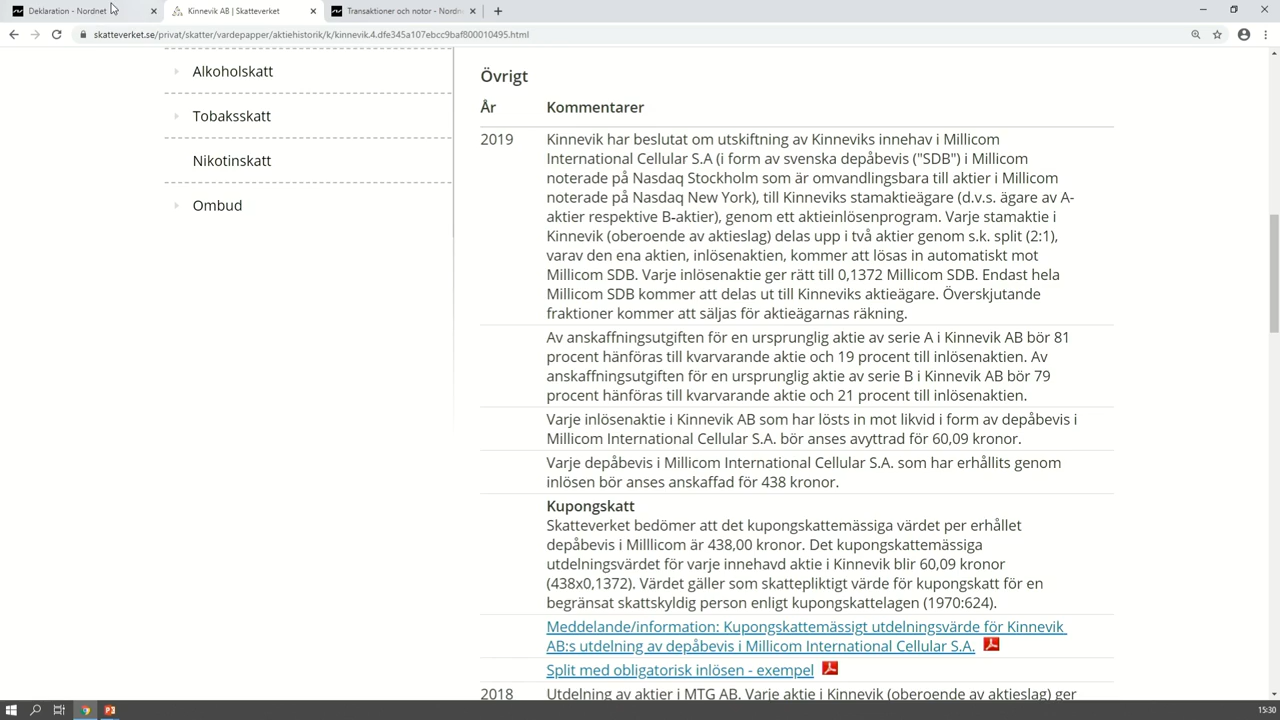 Deklaration - Nordnet
Kinnevik AB | Skatteverket
Transaktioner och notor - Nordn
skatteverket.se/privat/skatter/vardepapper/aktiehistorik/k/kinnevik.4.dfe345a107ebcc9baf800010495.html
Alkoholskatt
Tobaksskatt
Nikotinskatt
Ombud
Övrigt
År Kommentarer
2019 Kinnevik har beslutat om utskiftning av Kinneviks innehav i Millicom
International Cellular S.A (i form av svenska depåbevis ("SDB") i Millicom
noterade på Nasdaq Stockholm som är omvandlingsbara till aktier i Millicom
noterade på Nasdaq New York), till Kinneviks stamaktieägare (d.v.s. ägare av A-
aktier respektive B-aktier), genom ett aktieinlösenprogram. Varje stamaktie i
Kinnevik (oberoende av aktieslag) delas upp i två aktier genom s.k. split (2:1),
varav den ena aktien, inlösenaktien, kommer att lösas in automatiskt mot
Millicom SDB. Varje inlösenaktie ger rätt till 0,1372 Millicom SDB. Endast hela
Millicom SDB kommer att delas ut till Kinneviks aktieägare. Överskjutande
fraktioner kommer att säljas för aktieägarnas räkning.
Av anskaffningsutgiften för en ursprunglig aktie av serie A i Kinnevik AB bör 81
procent hänföras till kvarvarande aktie och 19 procent till inlösenaktien. Av
anskaffningsutgiften för en ursprunglig aktie av serie B i Kinnevik AB bör 79
procent hänföras till kvarvarande aktie och 21 procent till inlösenaktien.
Varje inlösenaktie i Kinnevik AB som har lösts in mot likvid i form av depåbevis i
Millicom International Cellular S.A. bör anses avyttrad för 60,09 kronor.
Varje depåbevis i Millicom International Cellular S.A. som har erhållits genom
inlösen bör anses anskaffad för 438 kronor.
Kupongskatt
Skatteverket bedömer att det kupongskattemässiga värdet per erhållet
depåbevis i Milllicom är 438,00 kronor. Det kupongskattemässiga
utdelningsvärdet för varje innehavd aktie i Kinnevik blir 60,09 kronor
(438x0,1372). Värdet gäller som skattepliktigt värde för kupongskatt för en
begränsat skattskyldig person enligt kupongskattelagen (1970:624).
Meddelande/information: Kupongskattemässigt utdelningsvärde för Kinnevik
AB:s utdelning av depåbevis i Millicom International Cellular S.A.
Split med obligatorisk inlösen - exempel
2018 Utdelning av aktier i MTG AB. Varje aktie i Kinnevik (oberoende av aktieslag) ger
15:30